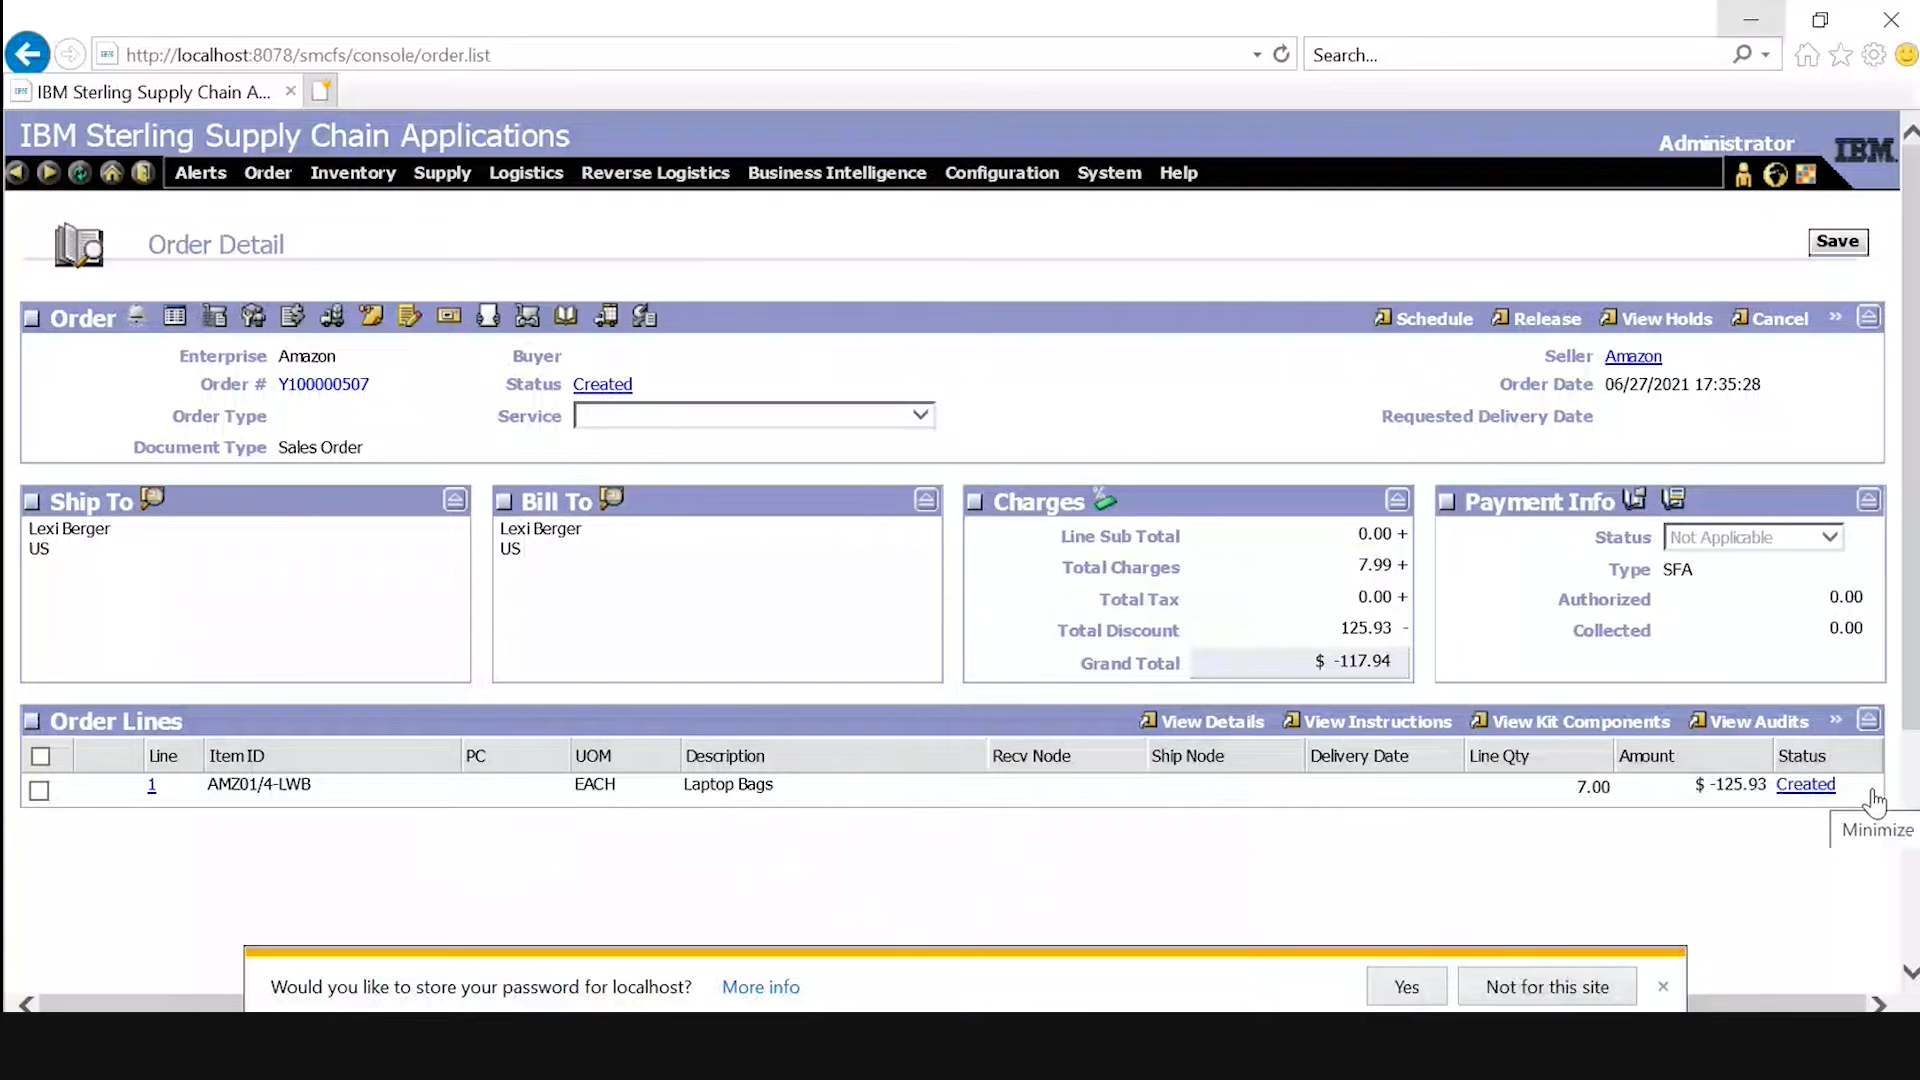 http://localhost:8078/smcfs/console/order.list
Search...
IBM Sterling Supply Chain A...
IBM Sterling Supply Chain Applications
Administrator
IBM
Alerts Order Inventory Supply Logistics Reverse Logistics Business Intelligence Configuration System Help
Order Detail
Save
Order Schedule Release View Holds Cancel »
Enterprise Amazon Buyer Seller Amazon
Order # Y100000507 Status Created Order Date 06/27/2021 17:35:28
Order Type Service Requested Delivery Date
Document Type Sales Order
Ship To Bill To Charges Payment Info
Lexi Berger
US
Lexi Berger
US
Line Sub Total 0.00 +
Total Charges 7.99 +
Total Tax 0.00 +
Total Discount 125.93 -
Grand Total $ -117.94
Status Not Applicable
Type SFA
Authorized 0.00
Collected 0.00
Order Lines View Details View Instructions View Kit Components View Audits »
Line Item ID PC UOM Description Recv Node Ship Node Delivery Date Line Qty Amount Status
1 AMZ01/4-LWB EACH Laptop Bags 7.00 $ -125.93 Created
Minimize
Would you like to store your password for localhost? More info Yes Not for this site